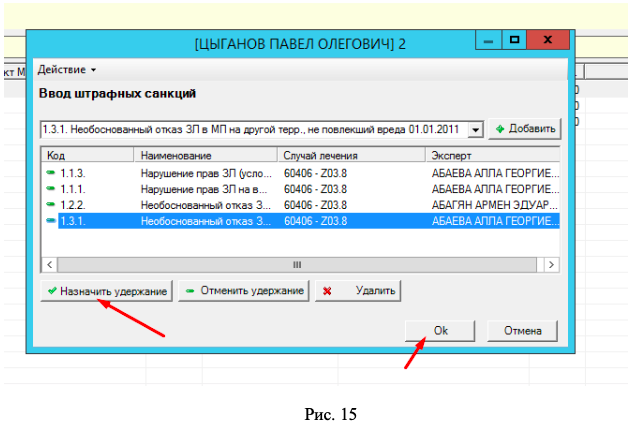 [ЦЫГАНОВ ПАВЕЛ ОЛЕГОВИЧ] 2
кт М
Действие
Ввод штрафных санкций
1.3.1. Необоснованный отказ ЗЛ в МП на другой терр., не повлекший вреда 01.01.2011 Добавить
Код Наименование Случай лечения Эксперт
1.1.3. Нарушение прав ЗЛ (усло... 60406 - Z03.8 АБАЕВА АЛЛА ГЕОРГИЕ...
1.1.1. Нарушение прав ЗЛ на в... 60406 - Z03.8 АБАЕВА АЛЛА ГЕОРГИЕ...
1.2.2. Необоснованный отказ З... 60406 - Z03.8 АБАГЯН АРМЕН ЭДУАР...
1.3.1. Необоснованный отказ З... 60406 - Z03.8 АБАЕВА АЛЛА ГЕОРГИЕ...
Назначить удержание Отменить удержание Удалить
Ok Отмена
Рис. 15